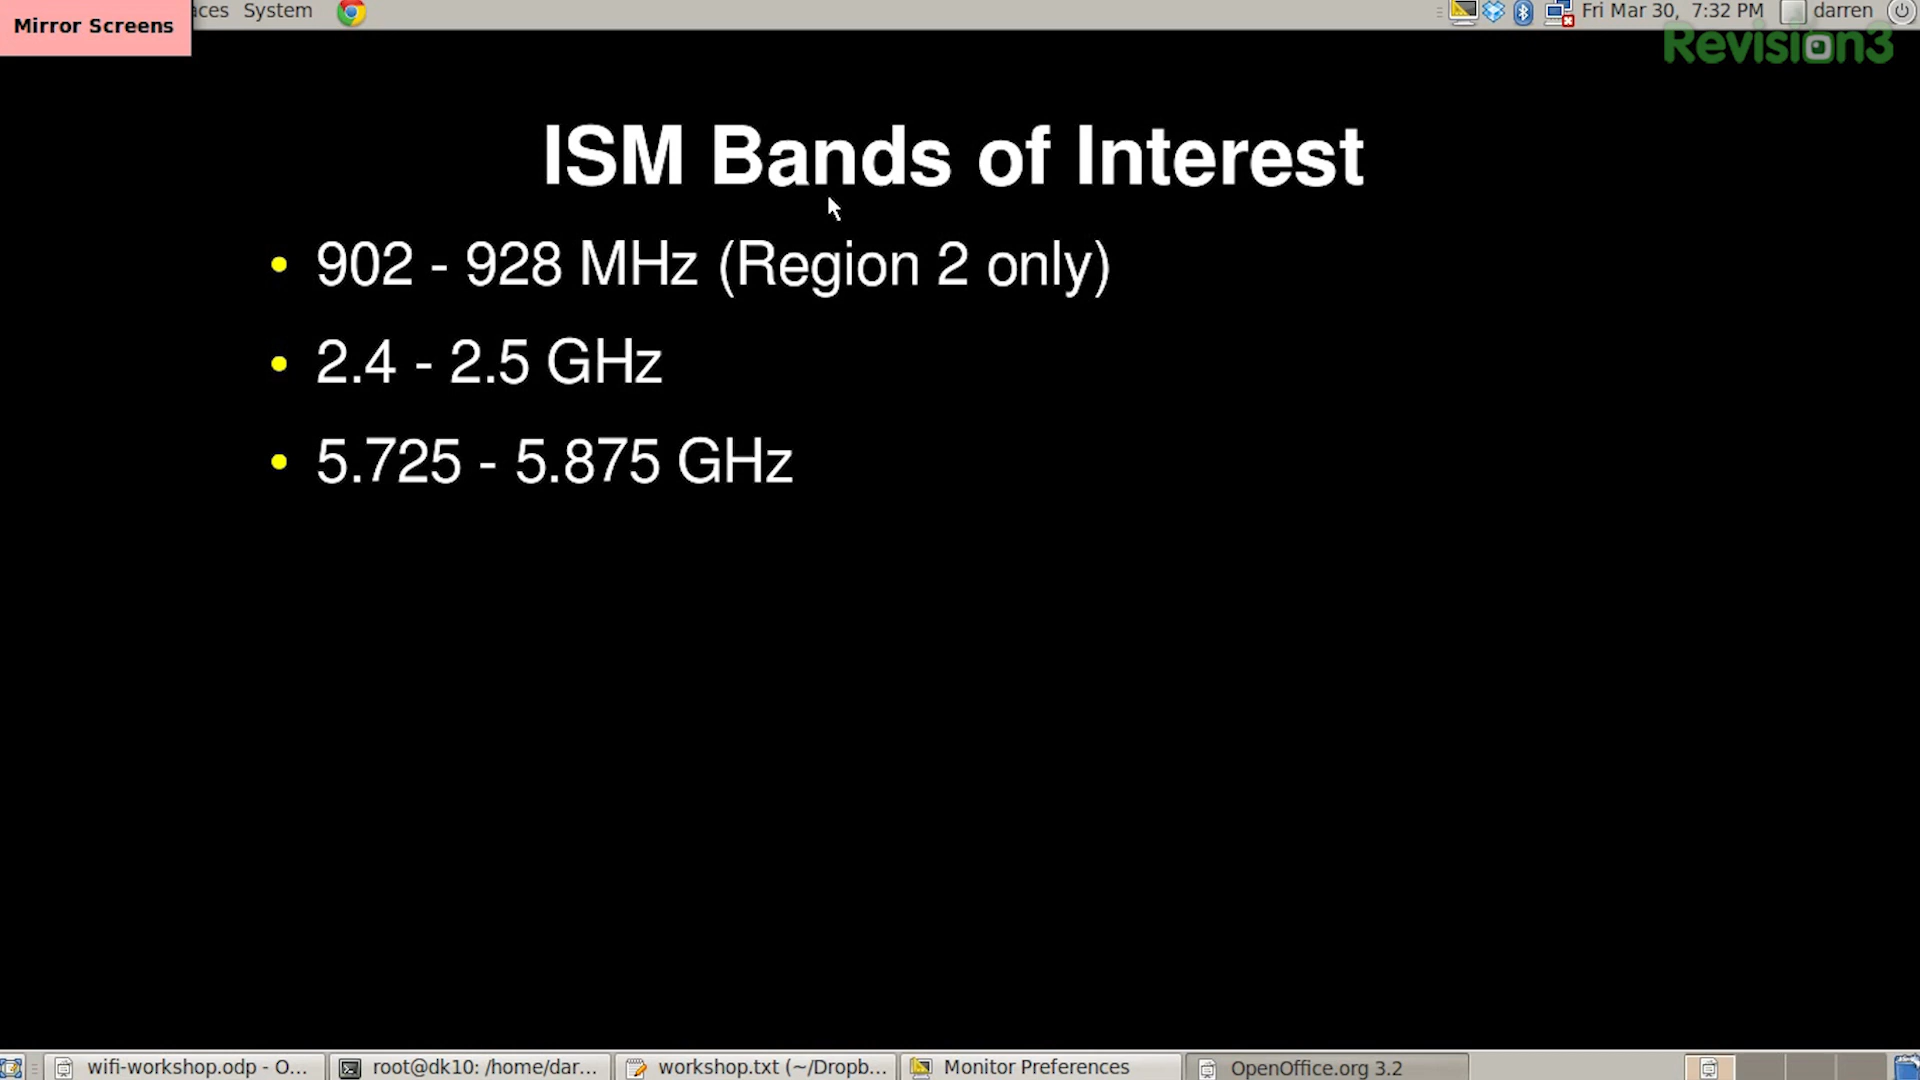 Mirror Screens
aces System
Fri Mar 30, 7:32 PM darren
Revision3
ISM Bands of Interest
• 902 - 928 MHz (Region 2 only)
• 2.4 - 2.5 GHz
• 5.725 - 5.875 GHz
wifi-workshop.odp - O...
root@dk10: /home/dar...
workshop.txt (~/Dropb...
Monitor Preferences
OpenOffice.org 3.2